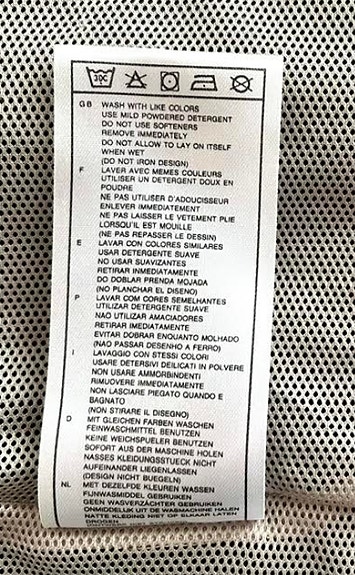 30C
GB WASH WITH LIKE COLORS
USE MILD POWDERED DETERGENT
DO NOT USE SOFTENERS
REMOVE IMMEDIATELY
DO NOT ALLOW TO LAY ON ITSELF
WHEN WET
(DO NOT IRON DESIGN)
F LAVER AVEC MEMES COULEURS
UTILISER UN DETERGENT DOUX EN
POUDRE
NE PAS UTILISER D'ADOUCISSEUR
ENLEVER IMMEDIATEMENT
NE PAS LAISSER LE VETEMENT PLIE
LORSQU'IL EST MOUILLE
(NE PAS REPASSER LE DESSIN)
E LAVAR CON COLORES SIMILARES
USAR DETERGENTE SUAVE
NO USAR SUAVIZANTES
RETIRAR INMEDIATAMENTE
DO DOBLAR PRENDA MOJADA
(NO PLANCHAR EL DISENO)
P LAVAR COM CORES SEMELHANTES
UTILIZAR DETERGENTE SUAVE
NÃO UTILIZAR AMACIADORES
RETIRAR IMEDIATAMENTE
EVITAR DOBRAR ENQUANTO MOLHADO
(NAO PASSAR DESENHO A FERRO)
I LAVAGGIO CON STESSI COLORI
USARE DETERSIVI DELICATI IN POLVERE
NON USARE AMMORBINDENTI
RIMUOVERE IMMEDIATAMENTE
NON LASCIARE PIEGATO QUANDO E
BAGNATO
(NON STIRARE IL DISEGNO)
D MIT GLEICHEN FARBEN WASCHEN
FEINWASCHMITTEL BENUTZEN
KEINE WEICHSPUELER BENUTZEN
SOFORT AUS DER MASCHINE HOLEN
NASSES KLEIDUNGSSTUECK NICHT
AUFEINANDER LIEGENLASSEN
(DESIGN NICHT BUEGELN)
NL MET DEZELFDE KLEUREN WASSEN
FIJNWASMIDDEL GEBRUIKEN
GEEN WASVERZACHTER GEBRUIKEN
ONMIDDELIJK UIT DE WASMACHINE HALEN
NATTE KLEDING NIET OP ELKAAR LATEN
DROGEN